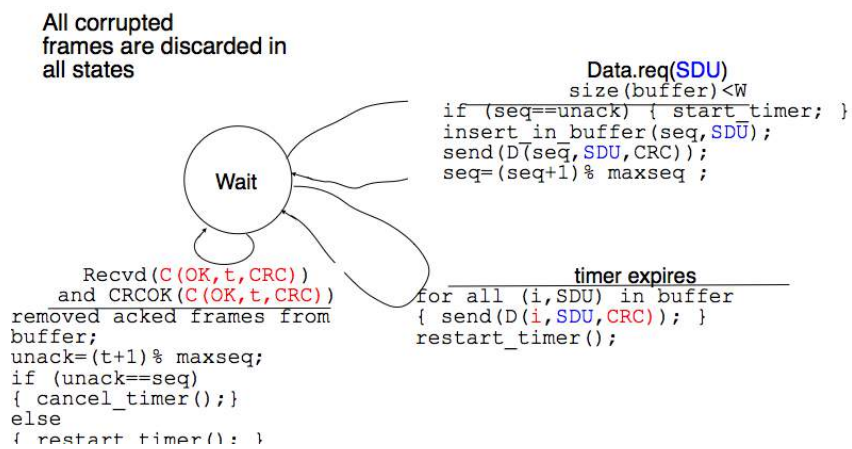 All corrupted
frames are discarded in
all states
Data.req(SDU)
size(buffer)<W
if (seq==unack) { start_timer; }
insert_in_buffer(seq,SDU);
send(D(seq,SDU,CRC));
seq=(seq+1)% maxseq ;
Wait
Recvd(C(OK,t,CRC))
and CRCOK(C(OK,t,CRC))
removed acked frames from
buffer;
unack=(t+1)% maxseq;
if (unack==seq)
{ cancel_timer();}
else
{ restart_timer(); }
timer expires
for all (i,SDU) in buffer
{ send(D(i,SDU,CRC)); }
restart_timer();